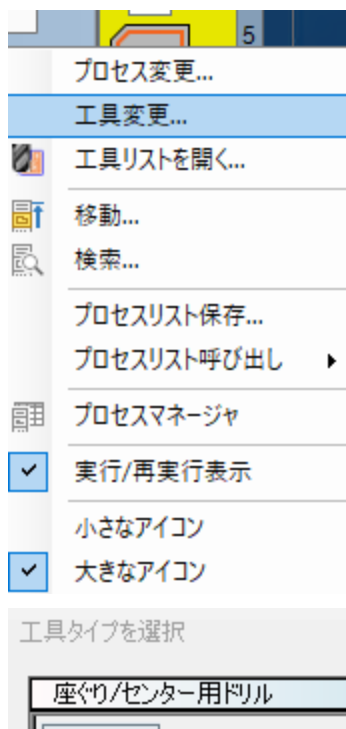 5
プロセス変更...
工具変更...
工具リストを開く...
移動...
検索...
プロセスリスト保存...
プロセスリスト呼び出し
プロセスマネージャ
実行/再実行表示
小さなアイコン
大きなアイコン
工具タイプを選択
座ぐり/センター用ドリル